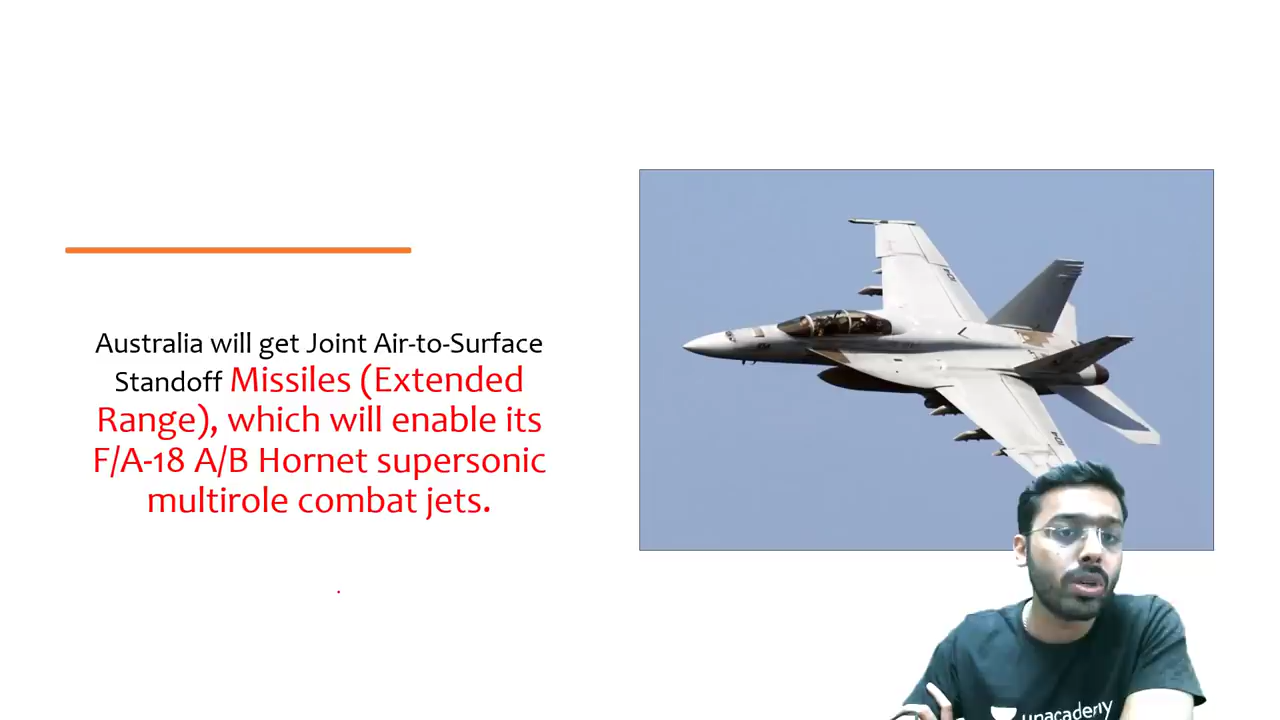 Australia will get Joint Air-to-Surface
Standoff Missiles (Extended
Range), which will enable its
F/A-18 A/B Hornet supersonic
multirole combat jets.
unacademy